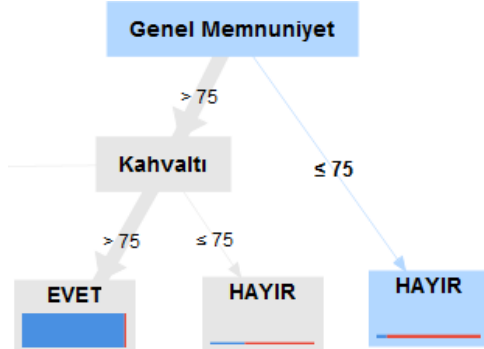 Genel Memnuniyet
> 75
Kahvaltı
≤ 75
> 75
≤ 75
EVET
HAYIR
HAYIR